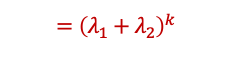 = (λ₁ + λ₂)ᵏ